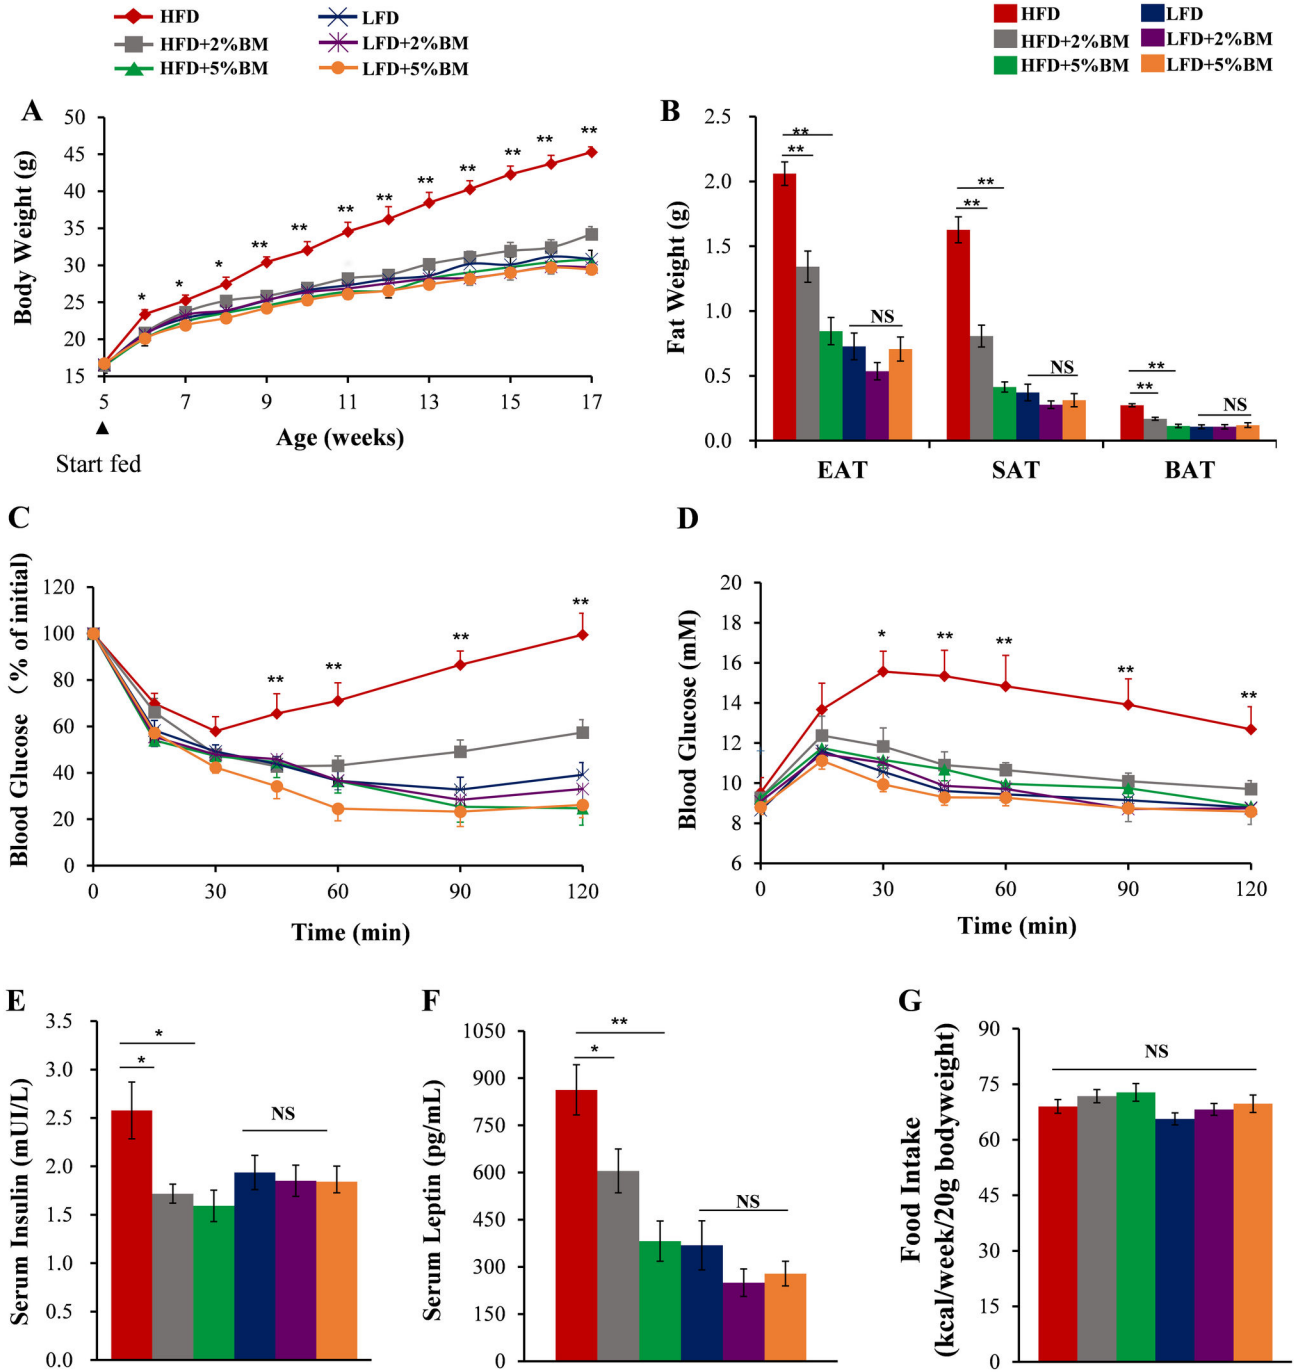 HFD LFD
HFD+2%BM LFD+2%BM
HFD+5%BM LFD+5%BM
HFD LFD
HFD+2%BM LFD+2%BM
HFD+5%BM LFD+5%BM
A
50
45
40
35
30
25
20
15
Body Weight (g)
* * * ** ** ** ** ** ** ** ** **
5 7 9 11 13 15 17
▲
Age (weeks)
Start fed
B
2.5
2.0
1.5
1.0
0.5
0.0
Fat Weight (g)
**
**
NS
**
**
NS
**
**
NS
EAT SAT BAT
C
120
100
80
60
40
20
0
Blood Glucose (% of initial)
** ** ** **
0 30 60 90 120
Time (min)
D
20
18
16
14
12
10
8
6
Blood Glucose (mM)
* ** ** ** **
0 30 60 90 120
Time (min)
E
3.5
3.0
2.5
2.0
1.5
1.0
0.5
0.0
Serum Insulin (mUI/L)
*
*
NS
F
1050
900
750
600
450
300
150
0
Serum Leptin (pg/mL)
**
*
NS
G
90
75
60
45
30
15
0
Food Intake
(kcal/week/20g bodyweight)
NS